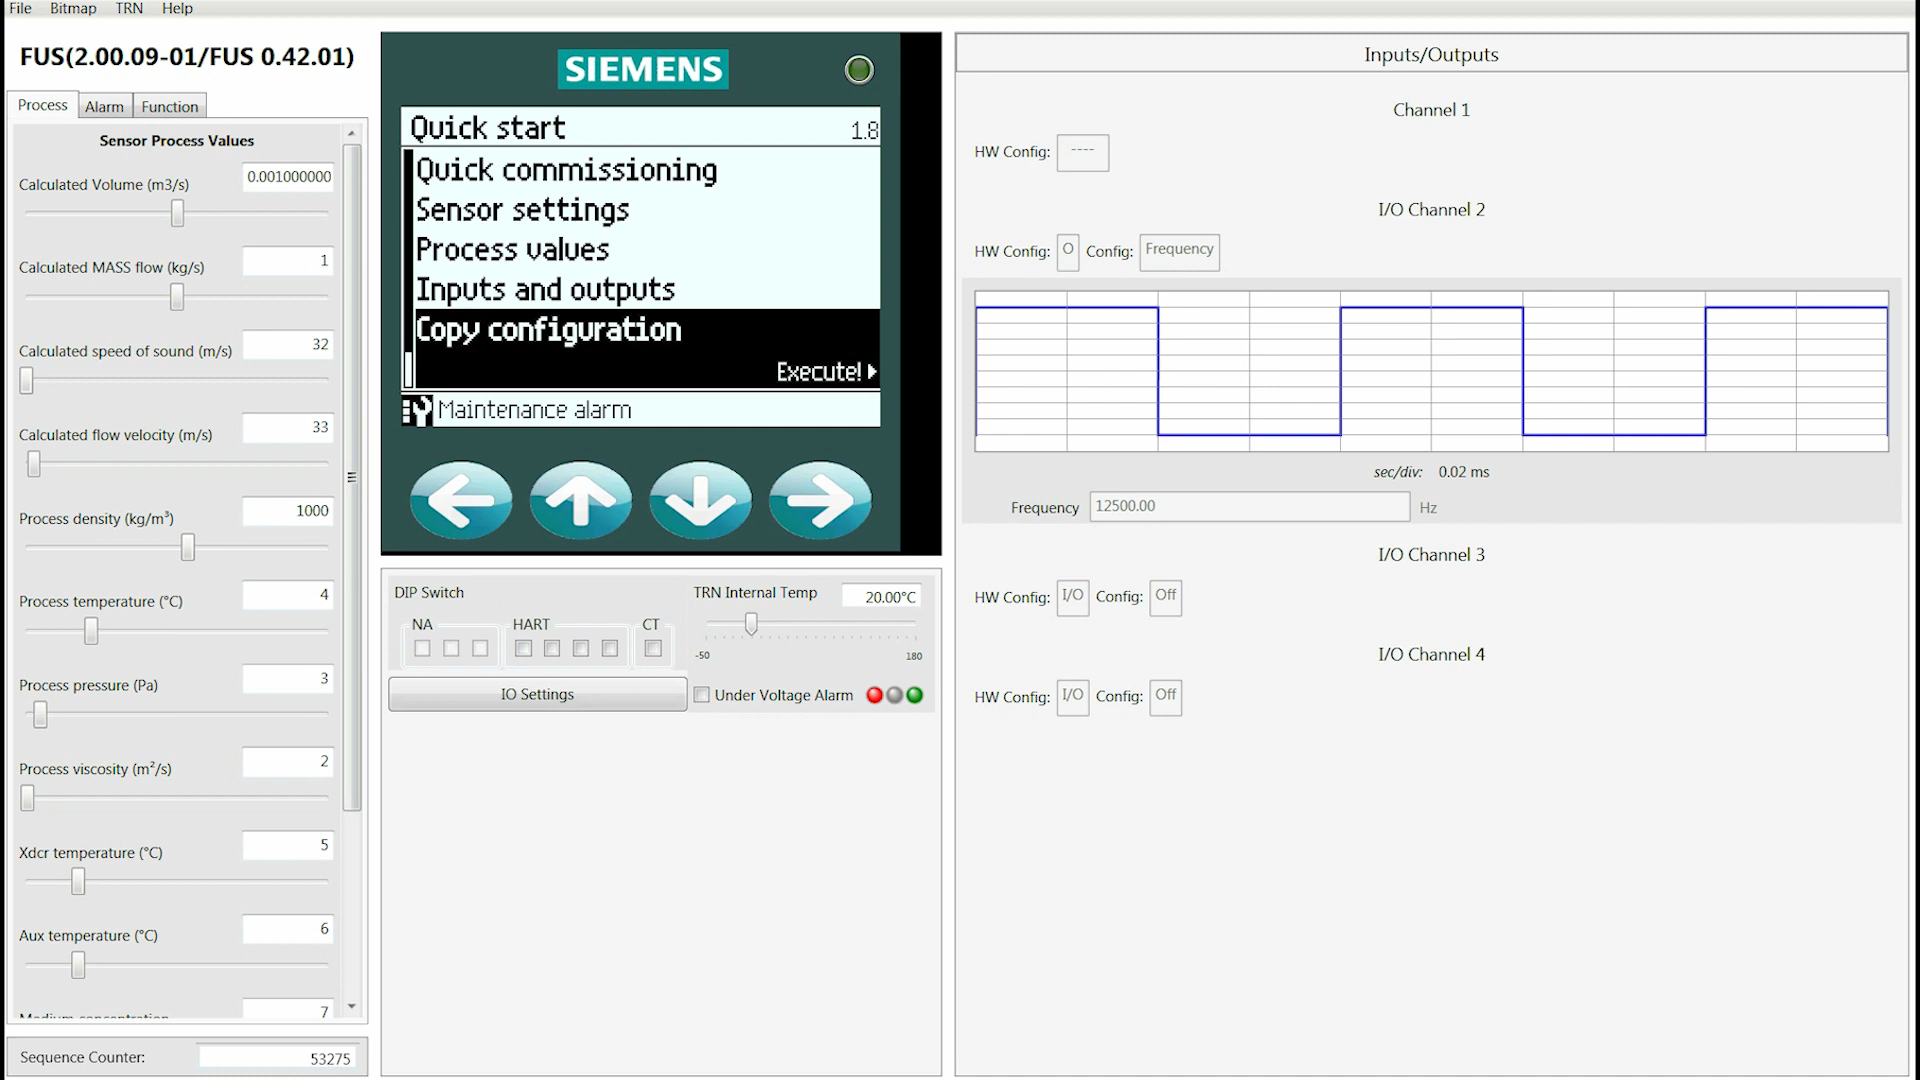 File Bitmap TRN Help
FUS(2.00.09-01/FUS 0.42.01)
Process Alarm Function
Sensor Process Values
Calculated Volume (m3/s) 0.001000000
Calculated MASS flow (kg/s) 1
Calculated speed of sound (m/s) 32
Calculated flow velocity (m/s) 33
Process density (kg/m³) 1000
Process temperature (°C) 4
Process pressure (Pa) 3
Process viscosity (m²/s) 2
Xdcr temperature (°C) 5
Aux temperature (°C) 6
Medium concentration 7
Sequence Counter: 53275
SIEMENS
Quick start 1.8
Quick commissioning
Sensor settings
Process values
Inputs and outputs
Copy configuration
Execute!
Maintenance alarm
DIP Switch
NA HART CT
IO Settings
TRN Internal Temp 20.00°C
-50 180
Under Voltage Alarm
Inputs/Outputs
Channel 1
HW Config: ----
I/O Channel 2
HW Config: O Config: Frequency
sec/div: 0.02 ms
Frequency 12500.00 Hz
I/O Channel 3
HW Config: I/O Config: Off
I/O Channel 4
HW Config: I/O Config: Off